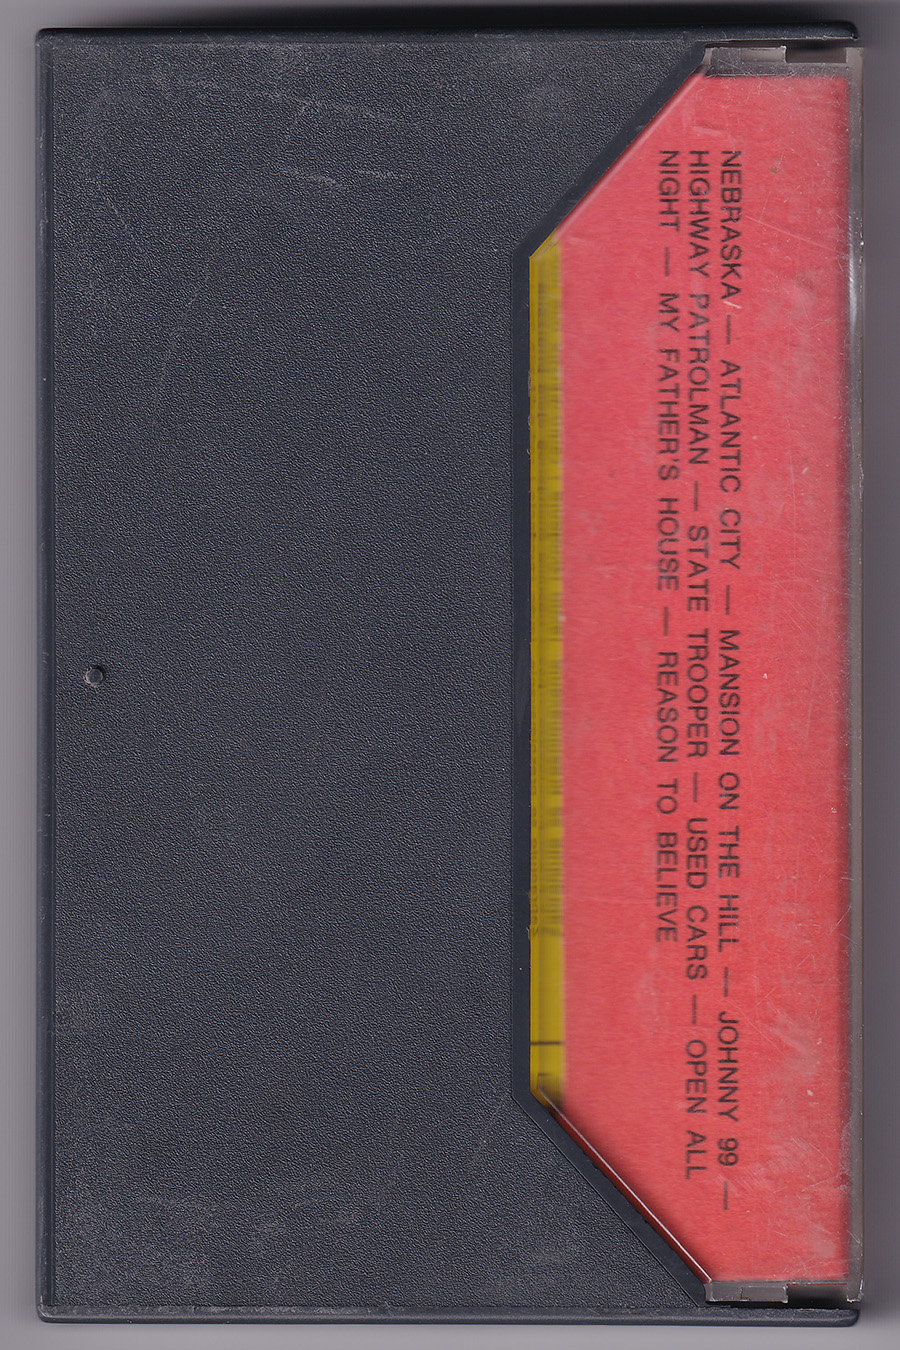 NEBRASKA — ATLANTIC CITY — MANSION ON THE HILL — JOHNNY 99 —
HIGHWAY PATROLMAN — STATE TROOPER — USED CARS — OPEN ALL
NIGHT — MY FATHER'S HOUSE — REASON TO BELIEVE